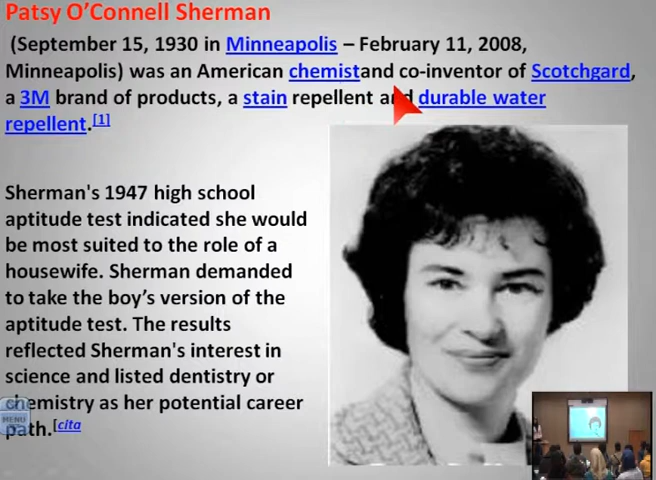 Patsy O’Connell Sherman
(September 15, 1930 in Minneapolis – February 11, 2008,
Minneapolis) was an American chemistand co-inventor of Scotchgard,
a 3M brand of products, a stain repellent and durable water
repellent.[1]
Sherman's 1947 high school
aptitude test indicated she would
be most suited to the role of a
housewife. Sherman demanded
to take the boy’s version of the
aptitude test. The results
reflected Sherman's interest in
science and listed dentistry or
chemistry as her potential career
MENU
path.[cita